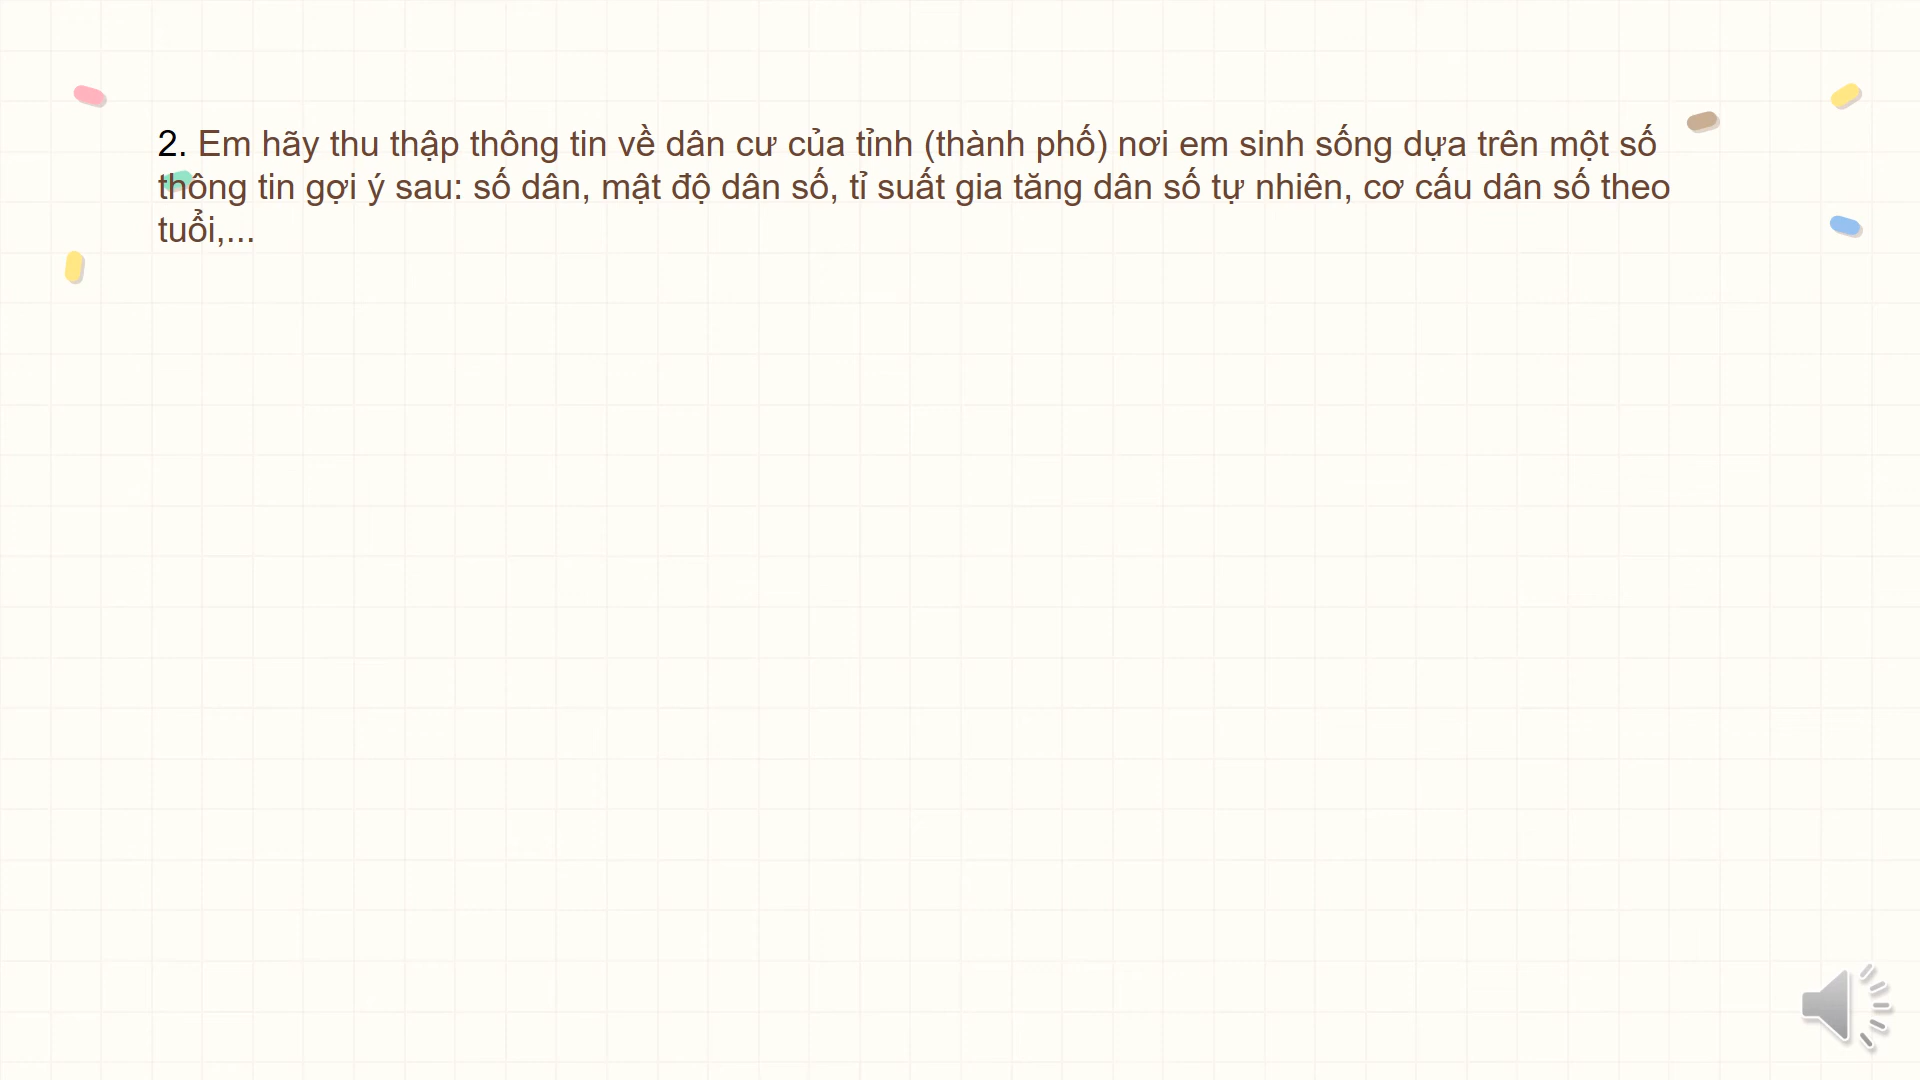 2. Em hãy thu thập thông tin về dân cư của tỉnh (thành phố) nơi em sinh sống dựa trên một số
thông tin gợi ý sau: số dân, mật độ dân số, tỉ suất gia tăng dân số tự nhiên, cơ cấu dân số theo
tuổi,...